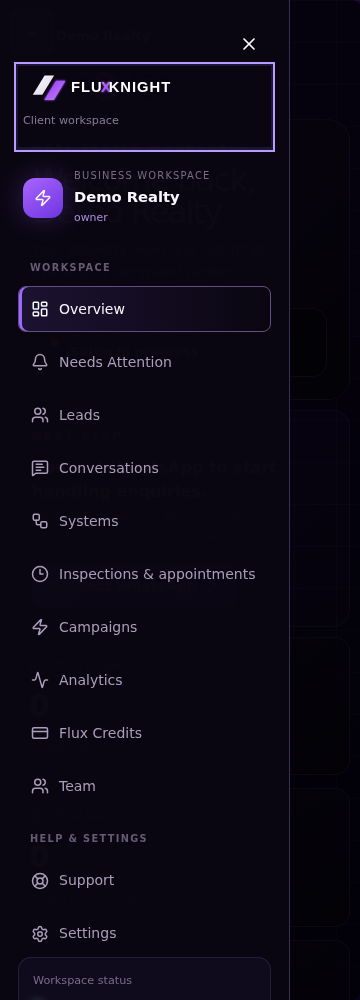 FLUXKNIGHT
Client workspace
BUSINESS WORKSPACE
Demo Realty
owner
WORKSPACE
Overview
Needs Attention
Leads
Conversations
Systems
Inspections & appointments
Campaigns
Analytics
Flux Credits
Team
HELP & SETTINGS
Support
Settings
Workspace status